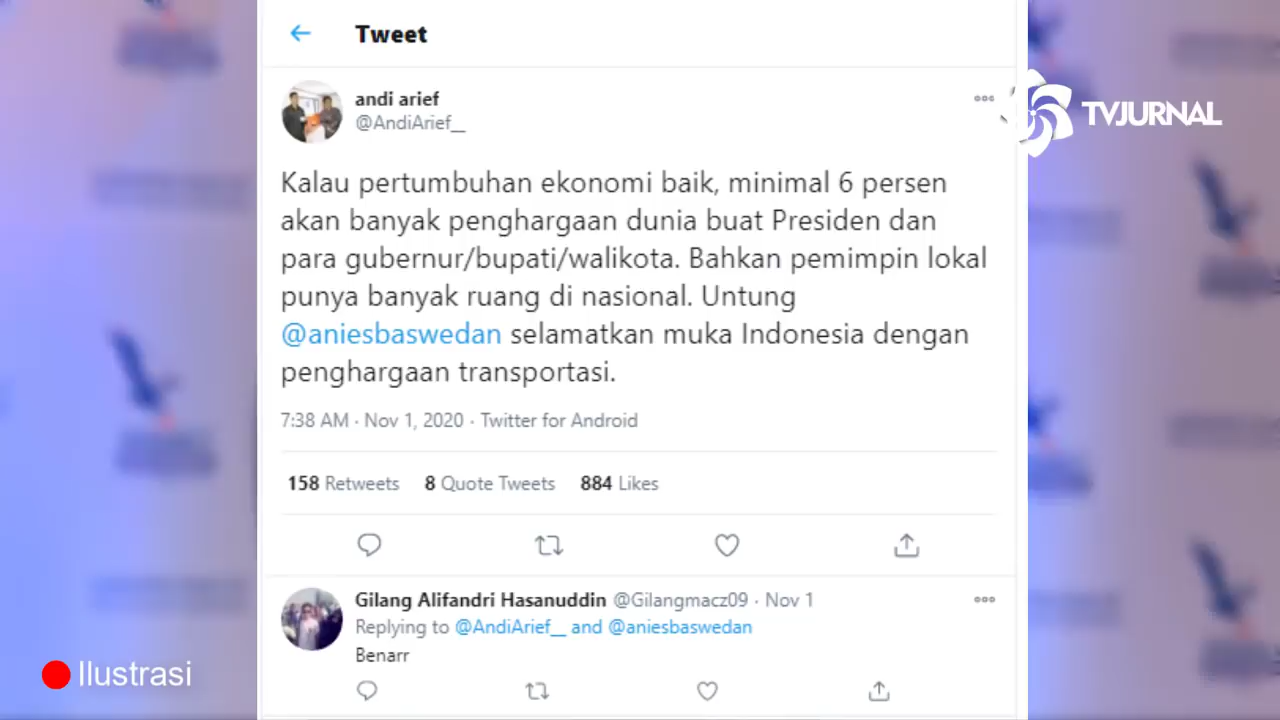 Tweet
andi arief
@AndiArief__
TVJURNAL
Kalau pertumbuhan ekonomi baik, minimal 6 persen
akan banyak penghargaan dunia buat Presiden dan
para gubernur/bupati/walikota. Bahkan pemimpin lokal
punya banyak ruang di nasional. Untung
@aniesbaswedan selamatkan muka Indonesia dengan
penghargaan transportasi.
7:38 AM · Nov 1, 2020 · Twitter for Android
158 Retweets 8 Quote Tweets 884 Likes
Gilang Alifandri Hasanuddin @Gilangmacz09 · Nov 1
Replying to @AndiArief__ and @aniesbaswedan
Benarr
Ilustrasi